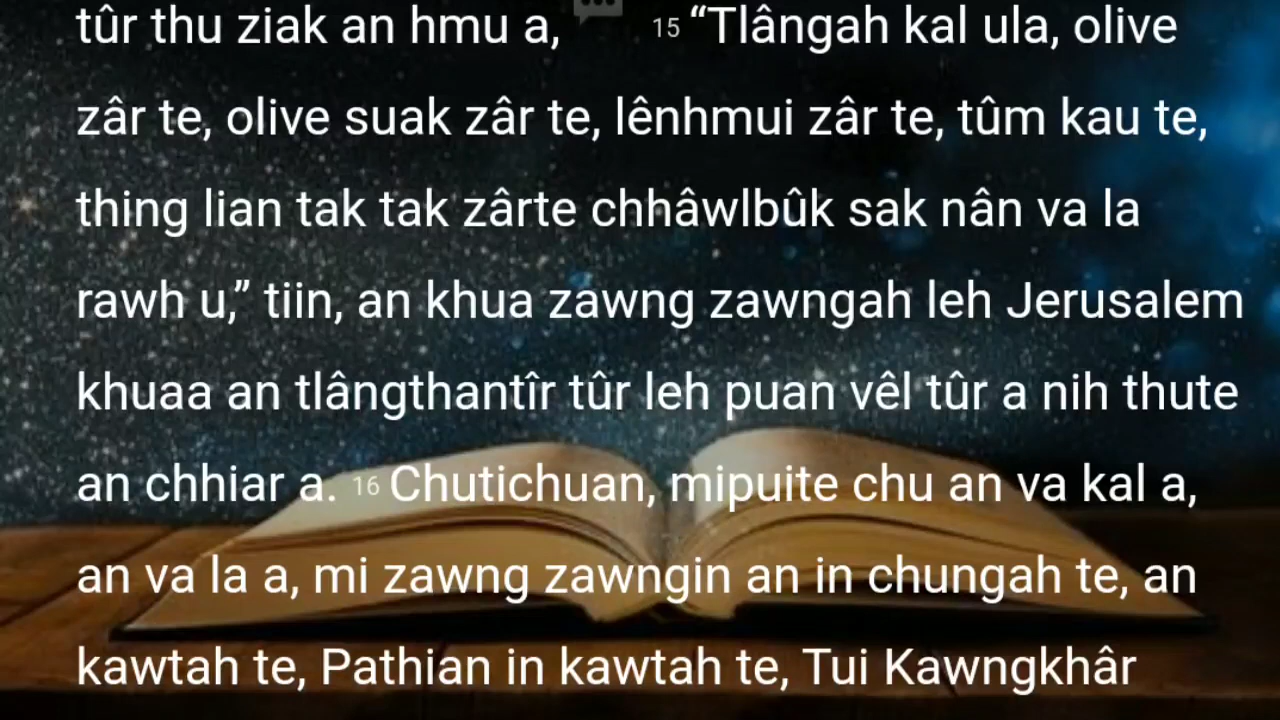 tûr thu ziak an hmu a, 15 “Tlângah kal ula, olive
zâr te, olive suak zâr te, lênhmui zâr te, tûm kau te,
thing lian tak tak zârte chhâwlbûk sak nân va la
rawh u,” tiin, an khua zawng zawngah leh Jerusalem
khuaa an tlângthantîr tûr leh puan vêl tûr a nih thute
an chhiar a. 16 Chutichuan, mipuite chu an va kal a,
an va la a, mi zawng zawngin an in chungah te, an
kawtah te, Pathian in kawtah te, Tui Kawngkhâr